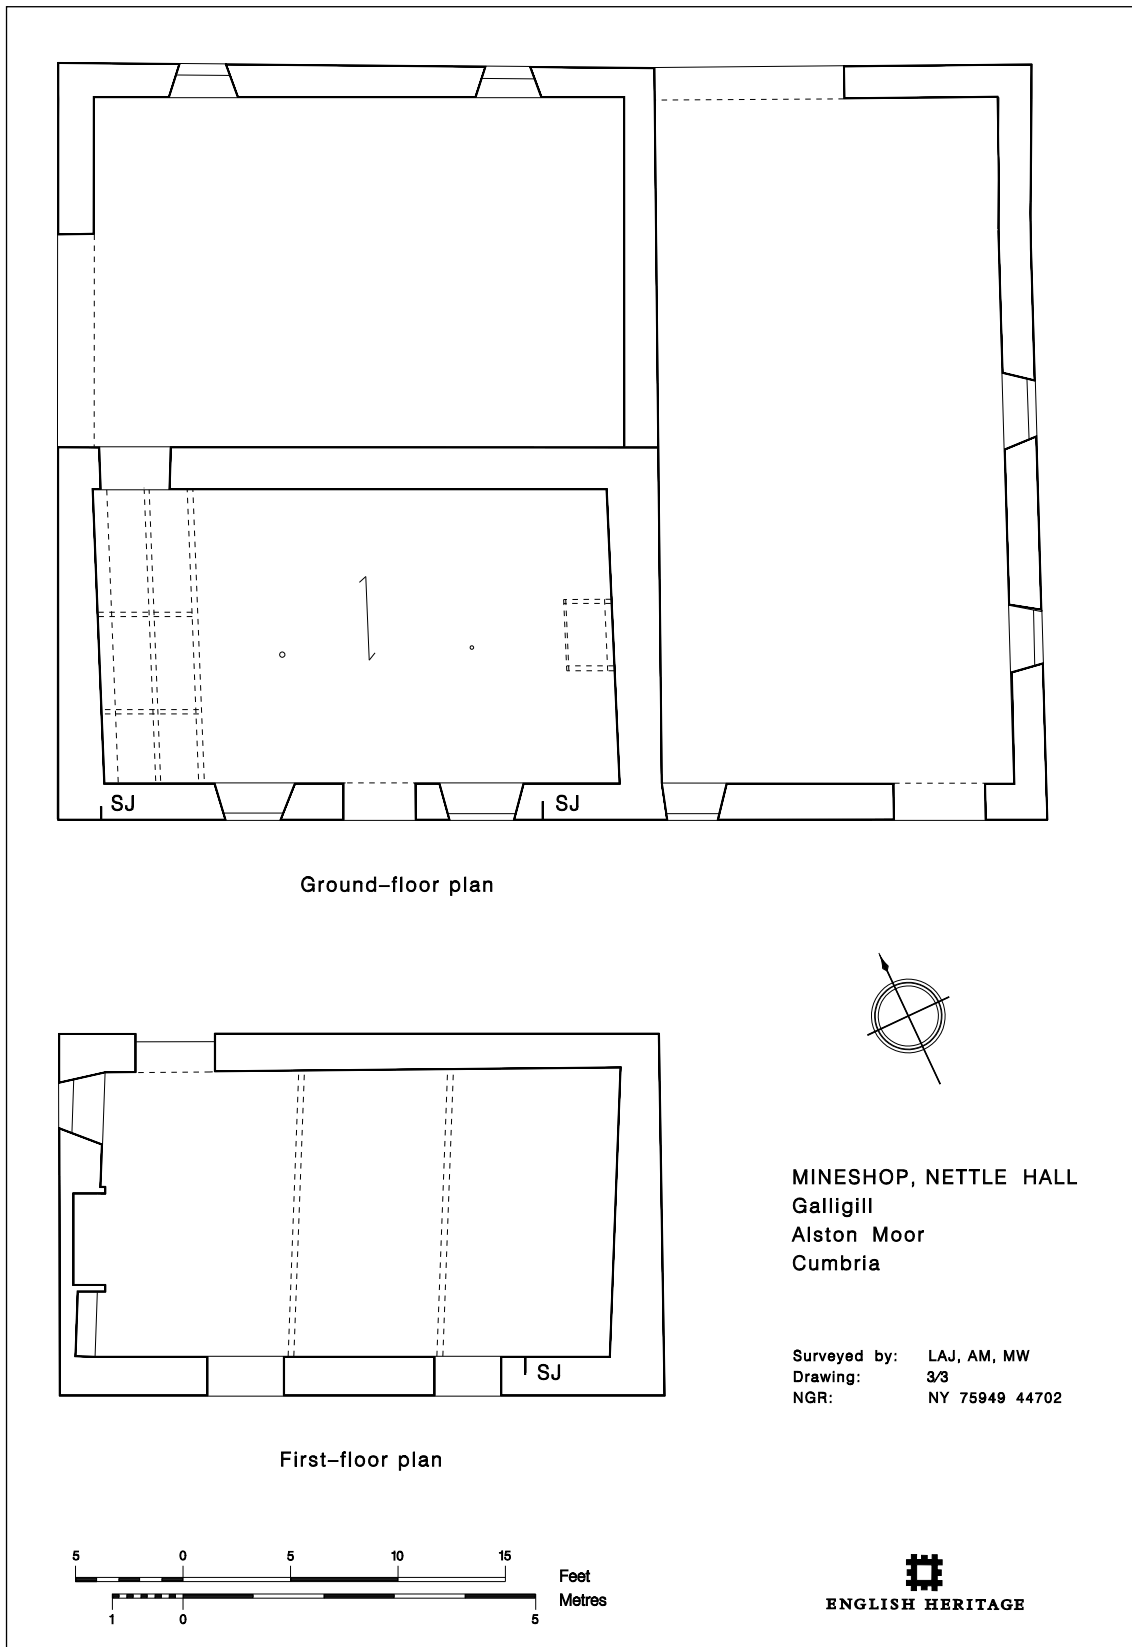 SJ SJ
Ground–floor plan
MINESHOP, NETTLE HALL
Galligill
Alston Moor
Cumbria
Surveyed by: LAJ, AM, MW
Drawing: 3/3
NGR: NY 75949 44702
SJ
First–floor plan
5 0 5 10 15
Feet
Metres
1 0 5
ENGLISH HERITAGE